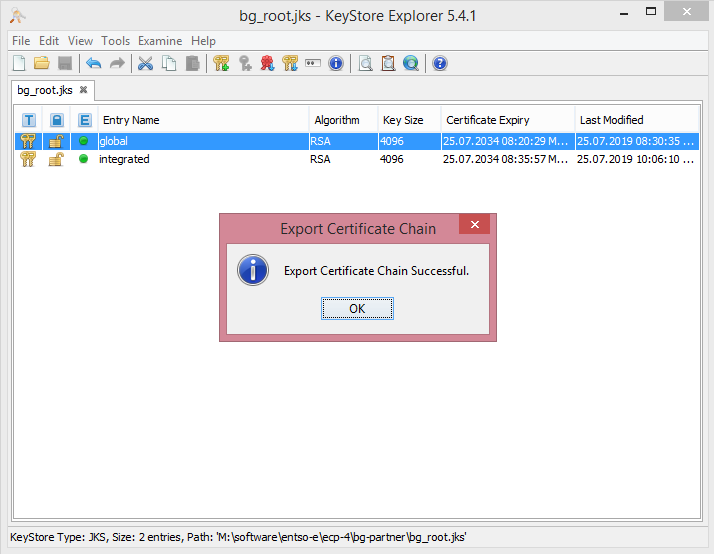 bg_root.jks - KeyStore Explorer 5.4.1
File Edit View Tools Examine Help
bg_root.jks
T E Entry Name Algorithm Key Size Certificate Expiry Last Modified
global RSA 4096 25.07.2034 08:20:29 M... 25.07.2019 08:30:35 ...
integrated RSA 4096 25.07.2034 08:35:57 M... 25.07.2019 10:06:10 ...
Export Certificate Chain
Export Certificate Chain Successful.
OK
KeyStore Type: JKS, Size: 2 entries, Path: 'M:\software\entso-e\ecp-4\bg-partner\bg_root.jks'